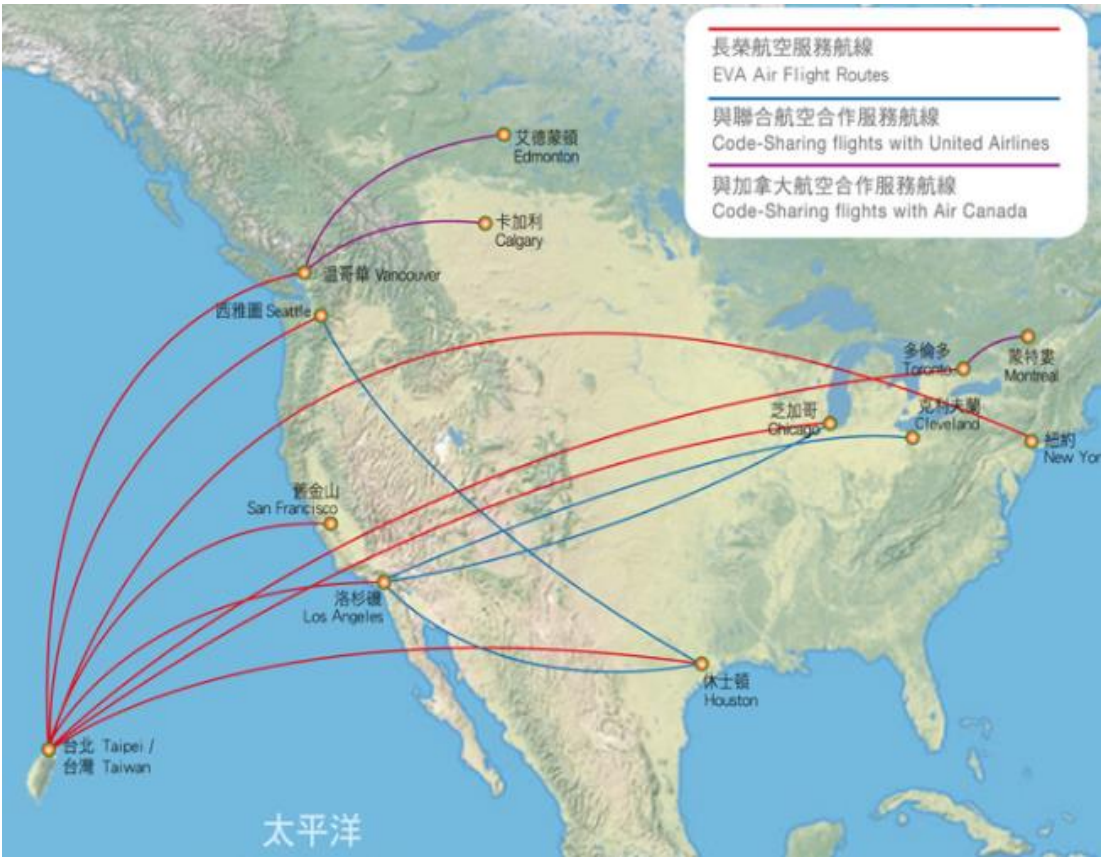 長榮航空服務航線
EVA Air Flight Routes
與聯合航空合作服務航線
Code-Sharing flights with United Airlines
與加拿大航空合作服務航線
Code-Sharing flights with Air Canada
艾德蒙頓
Edmonton
卡加利
Calgary
溫哥華 Vancouver
西雅圖 Seattle
多倫多
Toronto
蒙特婁
Montreal
芝加哥
Chicago
克利夫蘭
Cleveland
紐約
New Yor
舊金山
San Francisco
洛杉磯
Los Angeles
休士頓
Houston
台北 Taipei /
台灣 Taiwan
太平洋